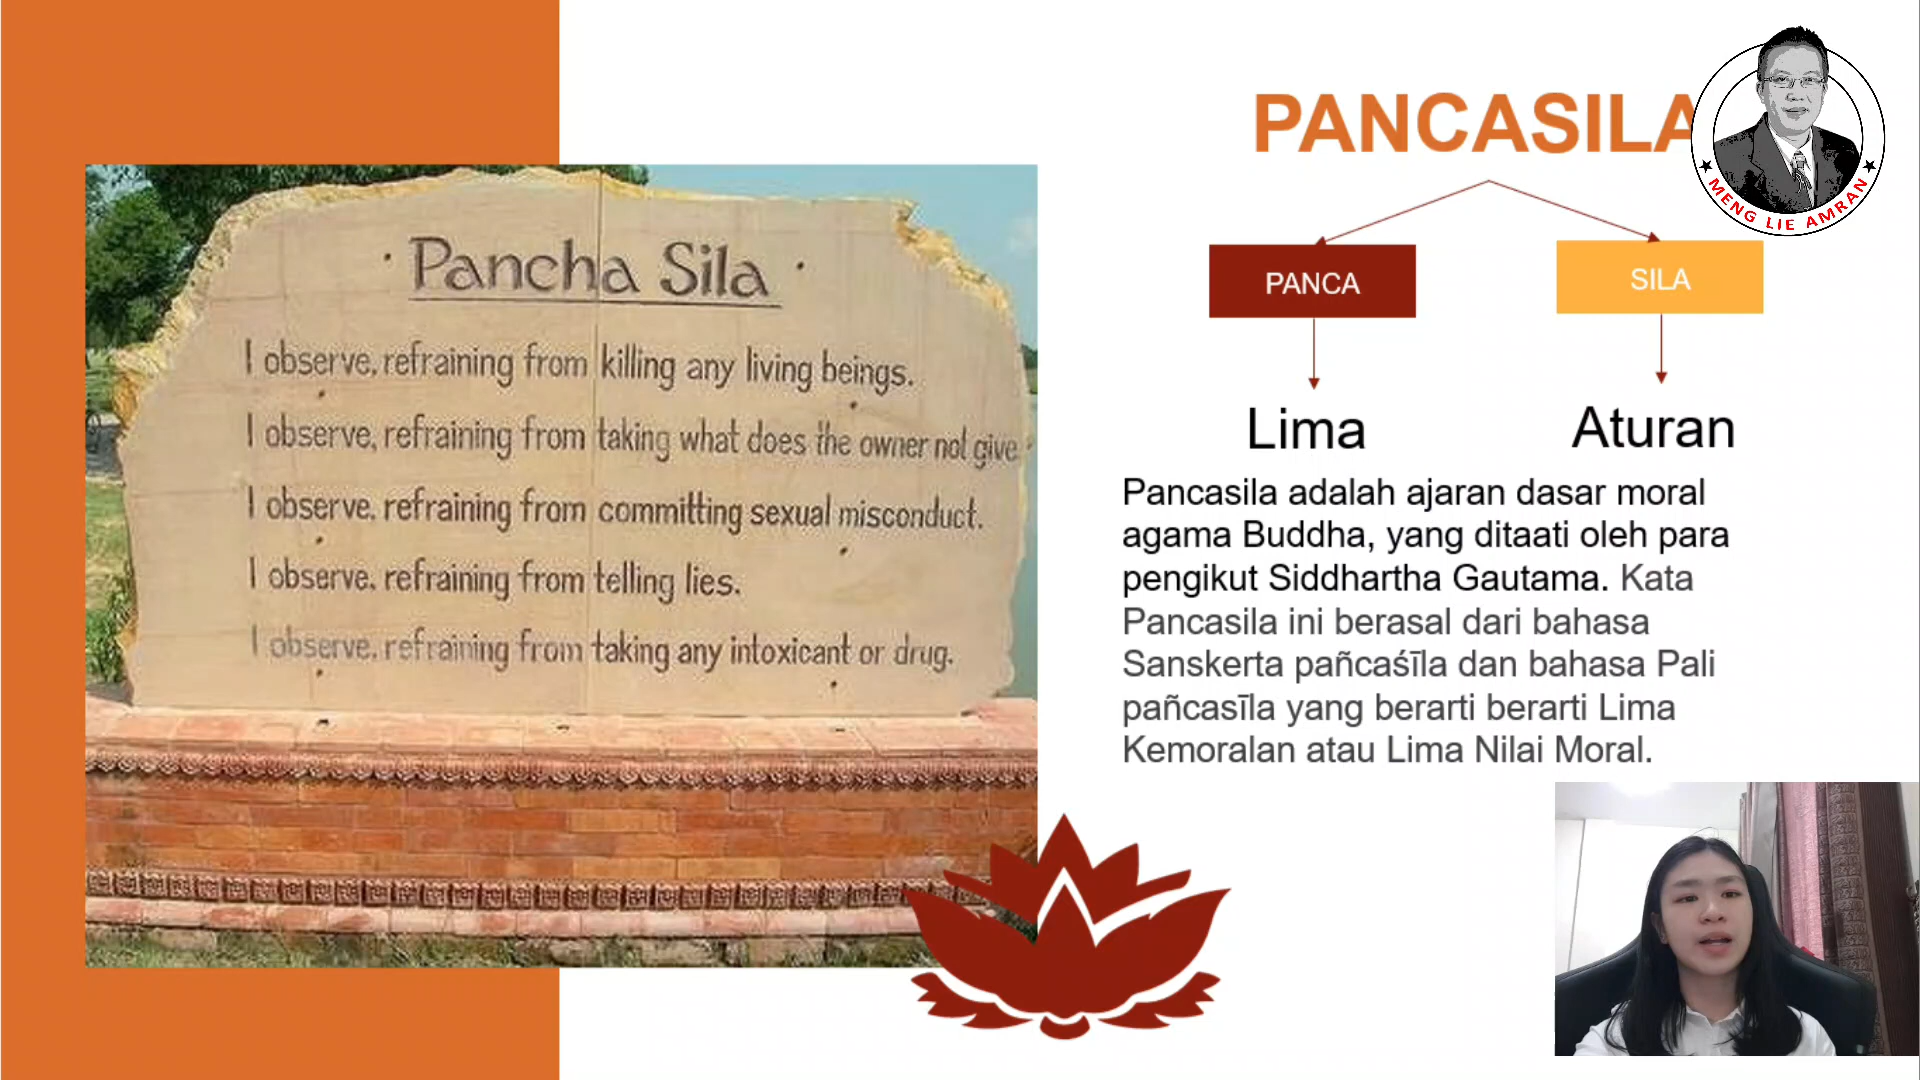 Pancha Sila
I observe, refraining from killing any living beings.
I observe, refraining from taking what does the owner not give
I observe. refraining from committing sexual misconduct.
I observe. refraining from telling lies.
I observe. refraining from taking any intoxicant or drug.
PANCASILA
MENG LIE AMRAN
PANCA
SILA
Lima
Aturan
Pancasila adalah ajaran dasar moral
agama Buddha, yang ditaati oleh para
pengikut Siddhartha Gautama. Kata
Pancasila ini berasal dari bahasa
Sanskerta pañcaśīla dan bahasa Pali
pañcasīla yang berarti berarti Lima
Kemoralan atau Lima Nilai Moral.